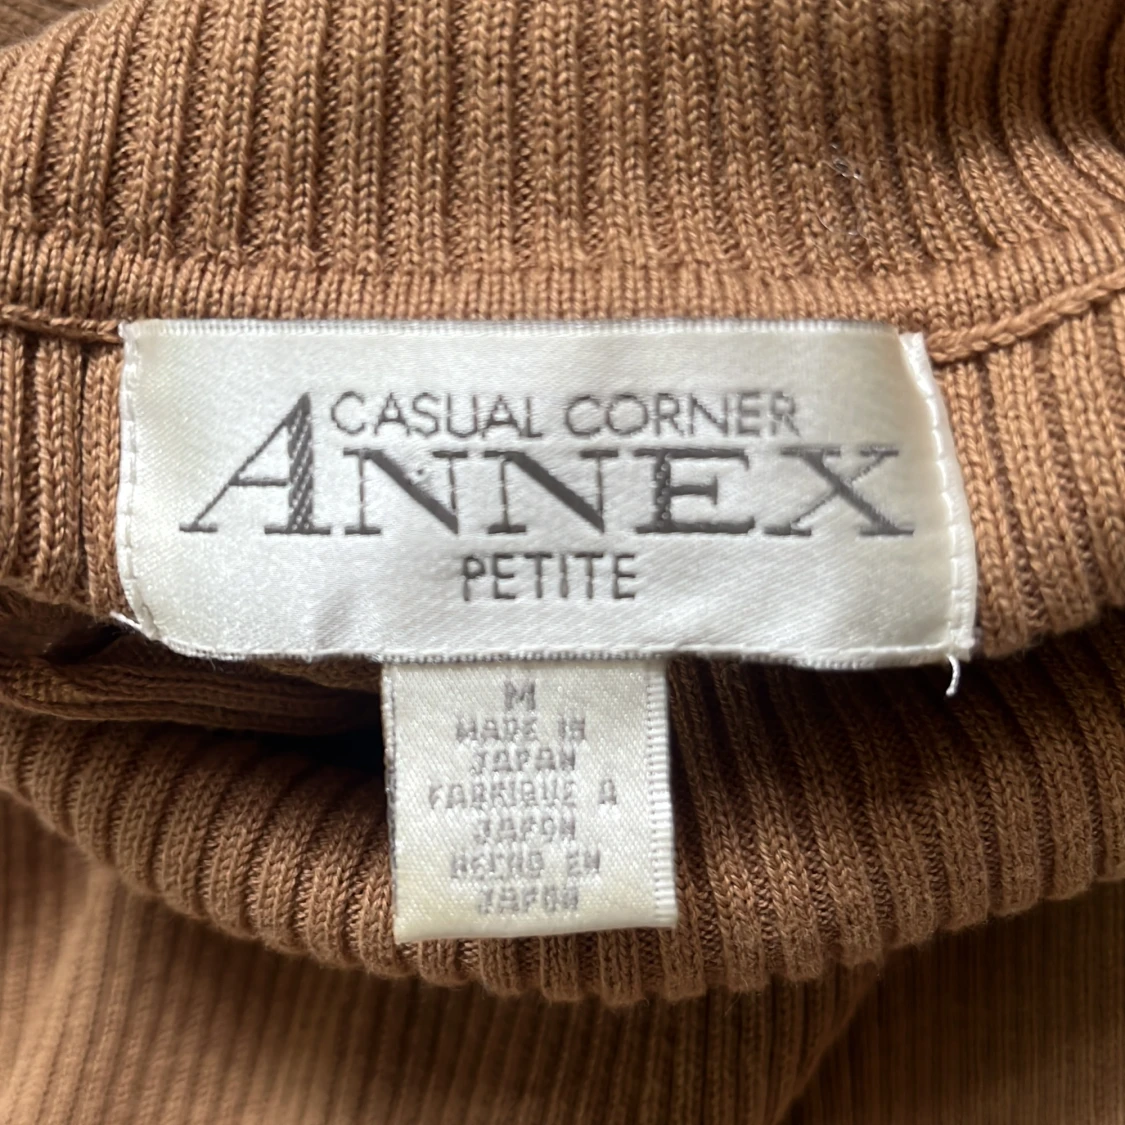 CASUAL CORNER
ANNEX
PETITE
M
MADE IN
JAPAN
FABRIQUE A
JAPON
HECHO EN
JAPON